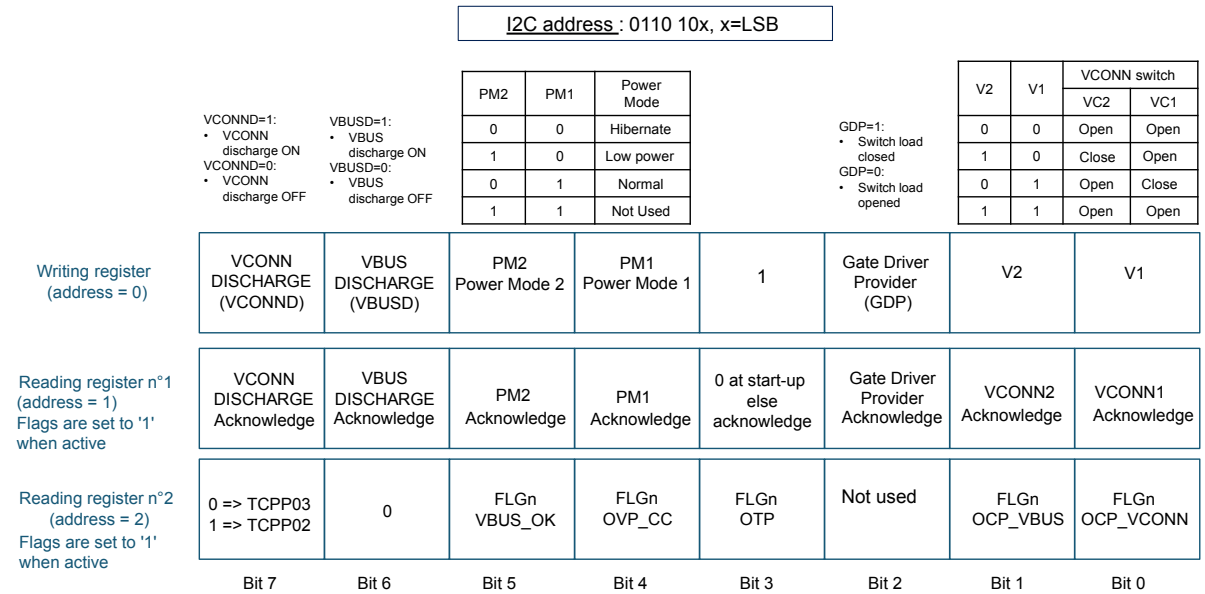 I2C address : 0110 10x, x=LSB
VCONND=1:
• VCONN
discharge ON
VCONND=0:
• VCONN
discharge OFF
VBUSD=1:
• VBUS
discharge ON
VBUSD=0:
• VBUS
discharge OFF
PM2 PM1 Power
Mode
0 0 Hibernate
1 0 Low power
0 1 Normal
1 1 Not Used
GDP=1:
• Switch load
closed
GDP=0:
• Switch load
opened
V2 V1 VCONN switch
VC2 VC1
0 0 Open Open
1 0 Close Open
0 1 Open Close
1 1 Open Open
Writing register
(address = 0)
VCONN
DISCHARGE
(VCONND)
VBUS
DISCHARGE
(VBUSD)
PM2
Power Mode 2
PM1
Power Mode 1
1
Gate Driver
Provider
(GDP)
V2
V1
Reading register n°1
(address = 1)
Flags are set to '1'
when active
VCONN
DISCHARGE
Acknowledge
VBUS
DISCHARGE
Acknowledge
PM2
Acknowledge
PM1
Acknowledge
0 at start-up
else
acknowledge
Gate Driver
Provider
Acknowledge
VCONN2
Acknowledge
VCONN1
Acknowledge
Reading register n°2
(address = 2)
Flags are set to '1'
when active
0 => TCPP03
1 => TCPP02
0
FLGn
VBUS_OK
FLGn
OVP_CC
FLGn
OTP
Not used
FLGn
OCP_VBUS
FLGn
OCP_VCONN
Bit 7 Bit 6 Bit 5 Bit 4 Bit 3 Bit 2 Bit 1 Bit 0